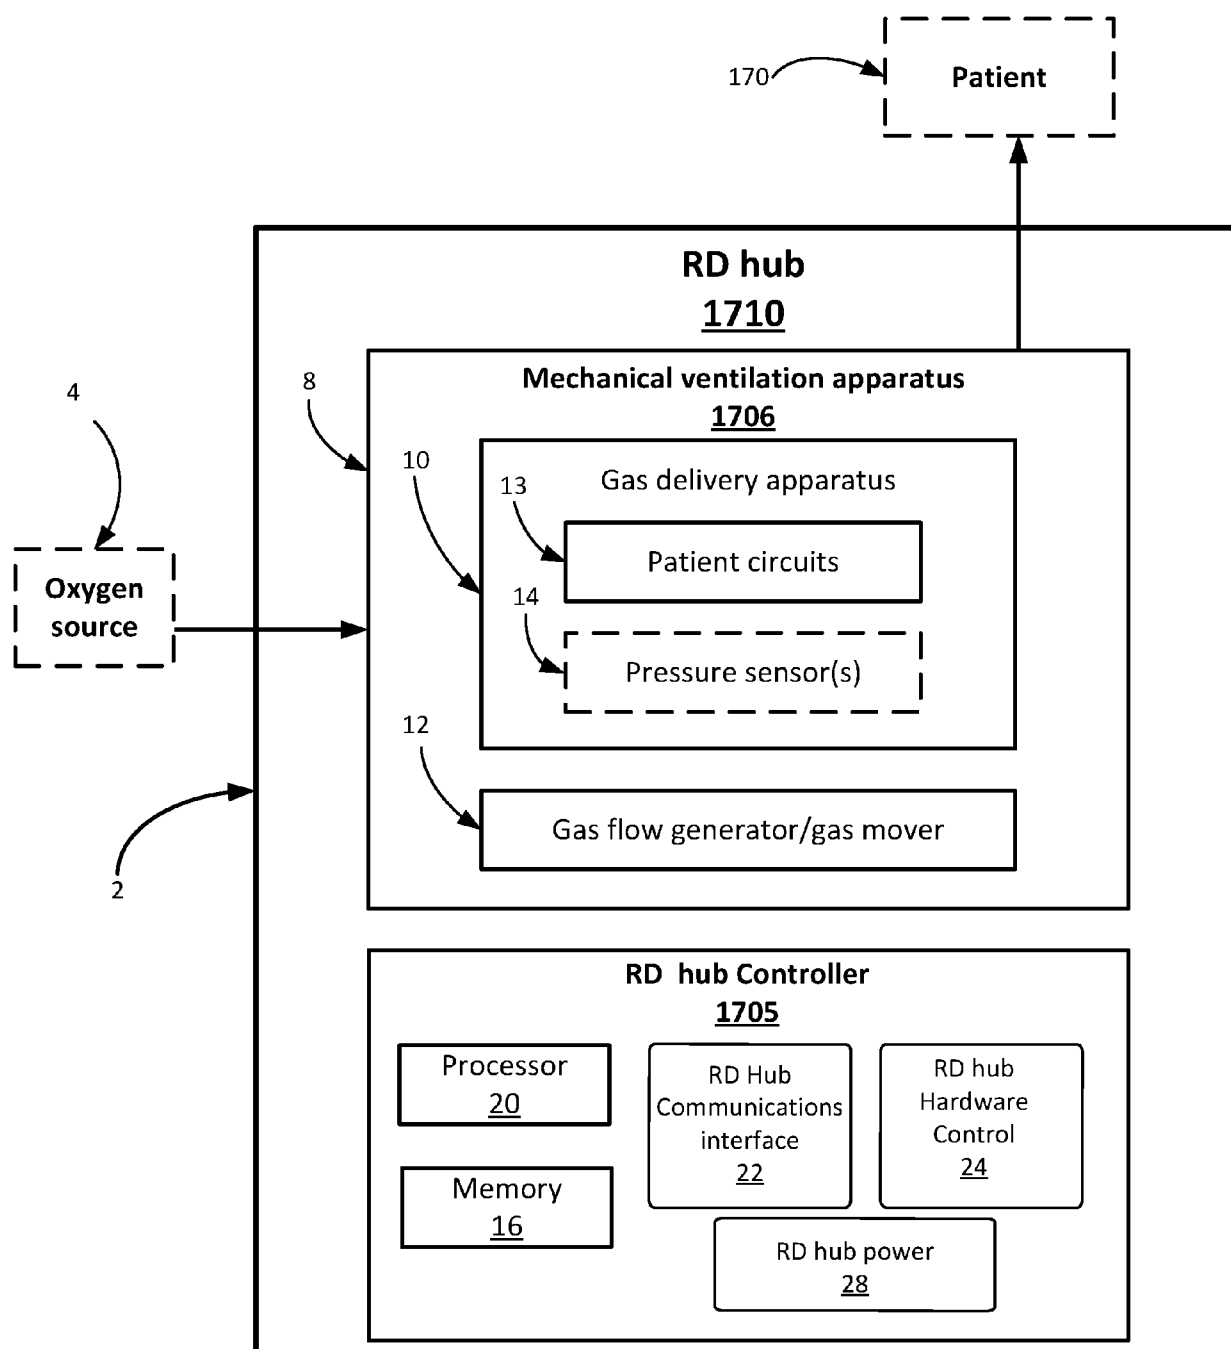 170
Patient
RD hub
1710
8
4
Mechanical ventilation apparatus
1706
10
Gas delivery apparatus
13
Patient circuits
14
Pressure sensor(s)
Oxygen
source
12
Gas flow generator/gas mover
2
RD hub Controller
1705
Processor
20
RD Hub
Communications
interface
22
RD hub
Hardware
Control
24
Memory
16
RD hub power
28